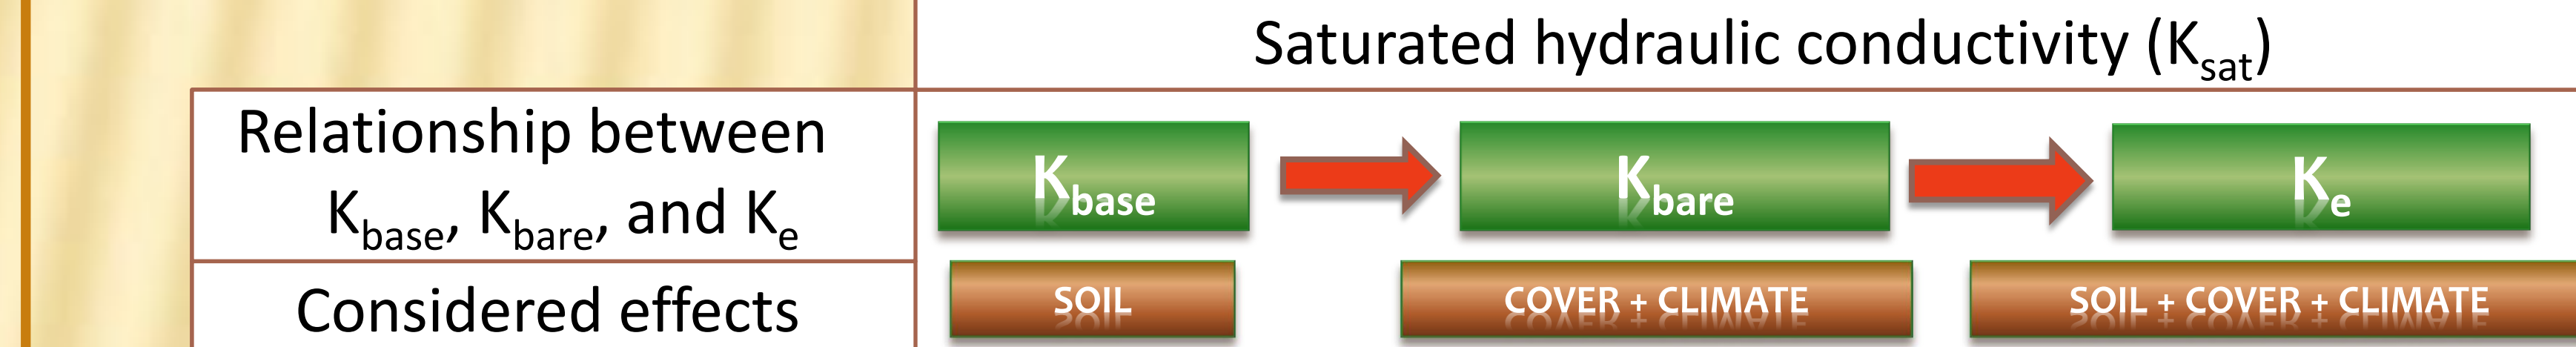 Saturated hydraulic conductivity (Ksat)
Relationship between
Kbase, Kbare, and Ke
Kbase
Kbare
Ke
Considered effects
SOIL
COVER + CLIMATE
SOIL + COVER + CLIMATE